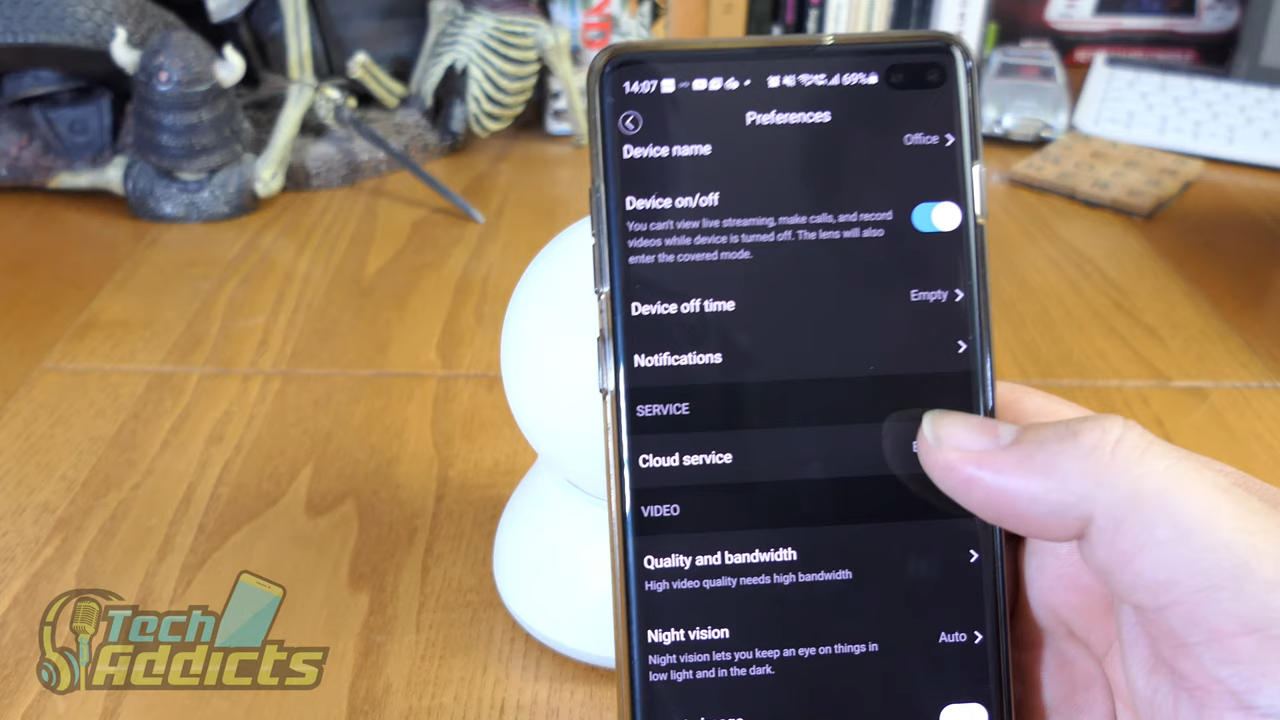 ND
14:07
69%
Preferences
Device name
Office
Device on/off
You can't view live streaming, make calls, and record
videos while device is turned off. The lens will also
enter the covered mode.
Device off time
Empty
Notifications
SERVICE
Cloud service
VIDEO
Quality and bandwidth
High video quality needs high bandwidth
Night vision
Auto
Night vision lets you keep an eye on things in
low light and in the dark.
Tech
Addicts